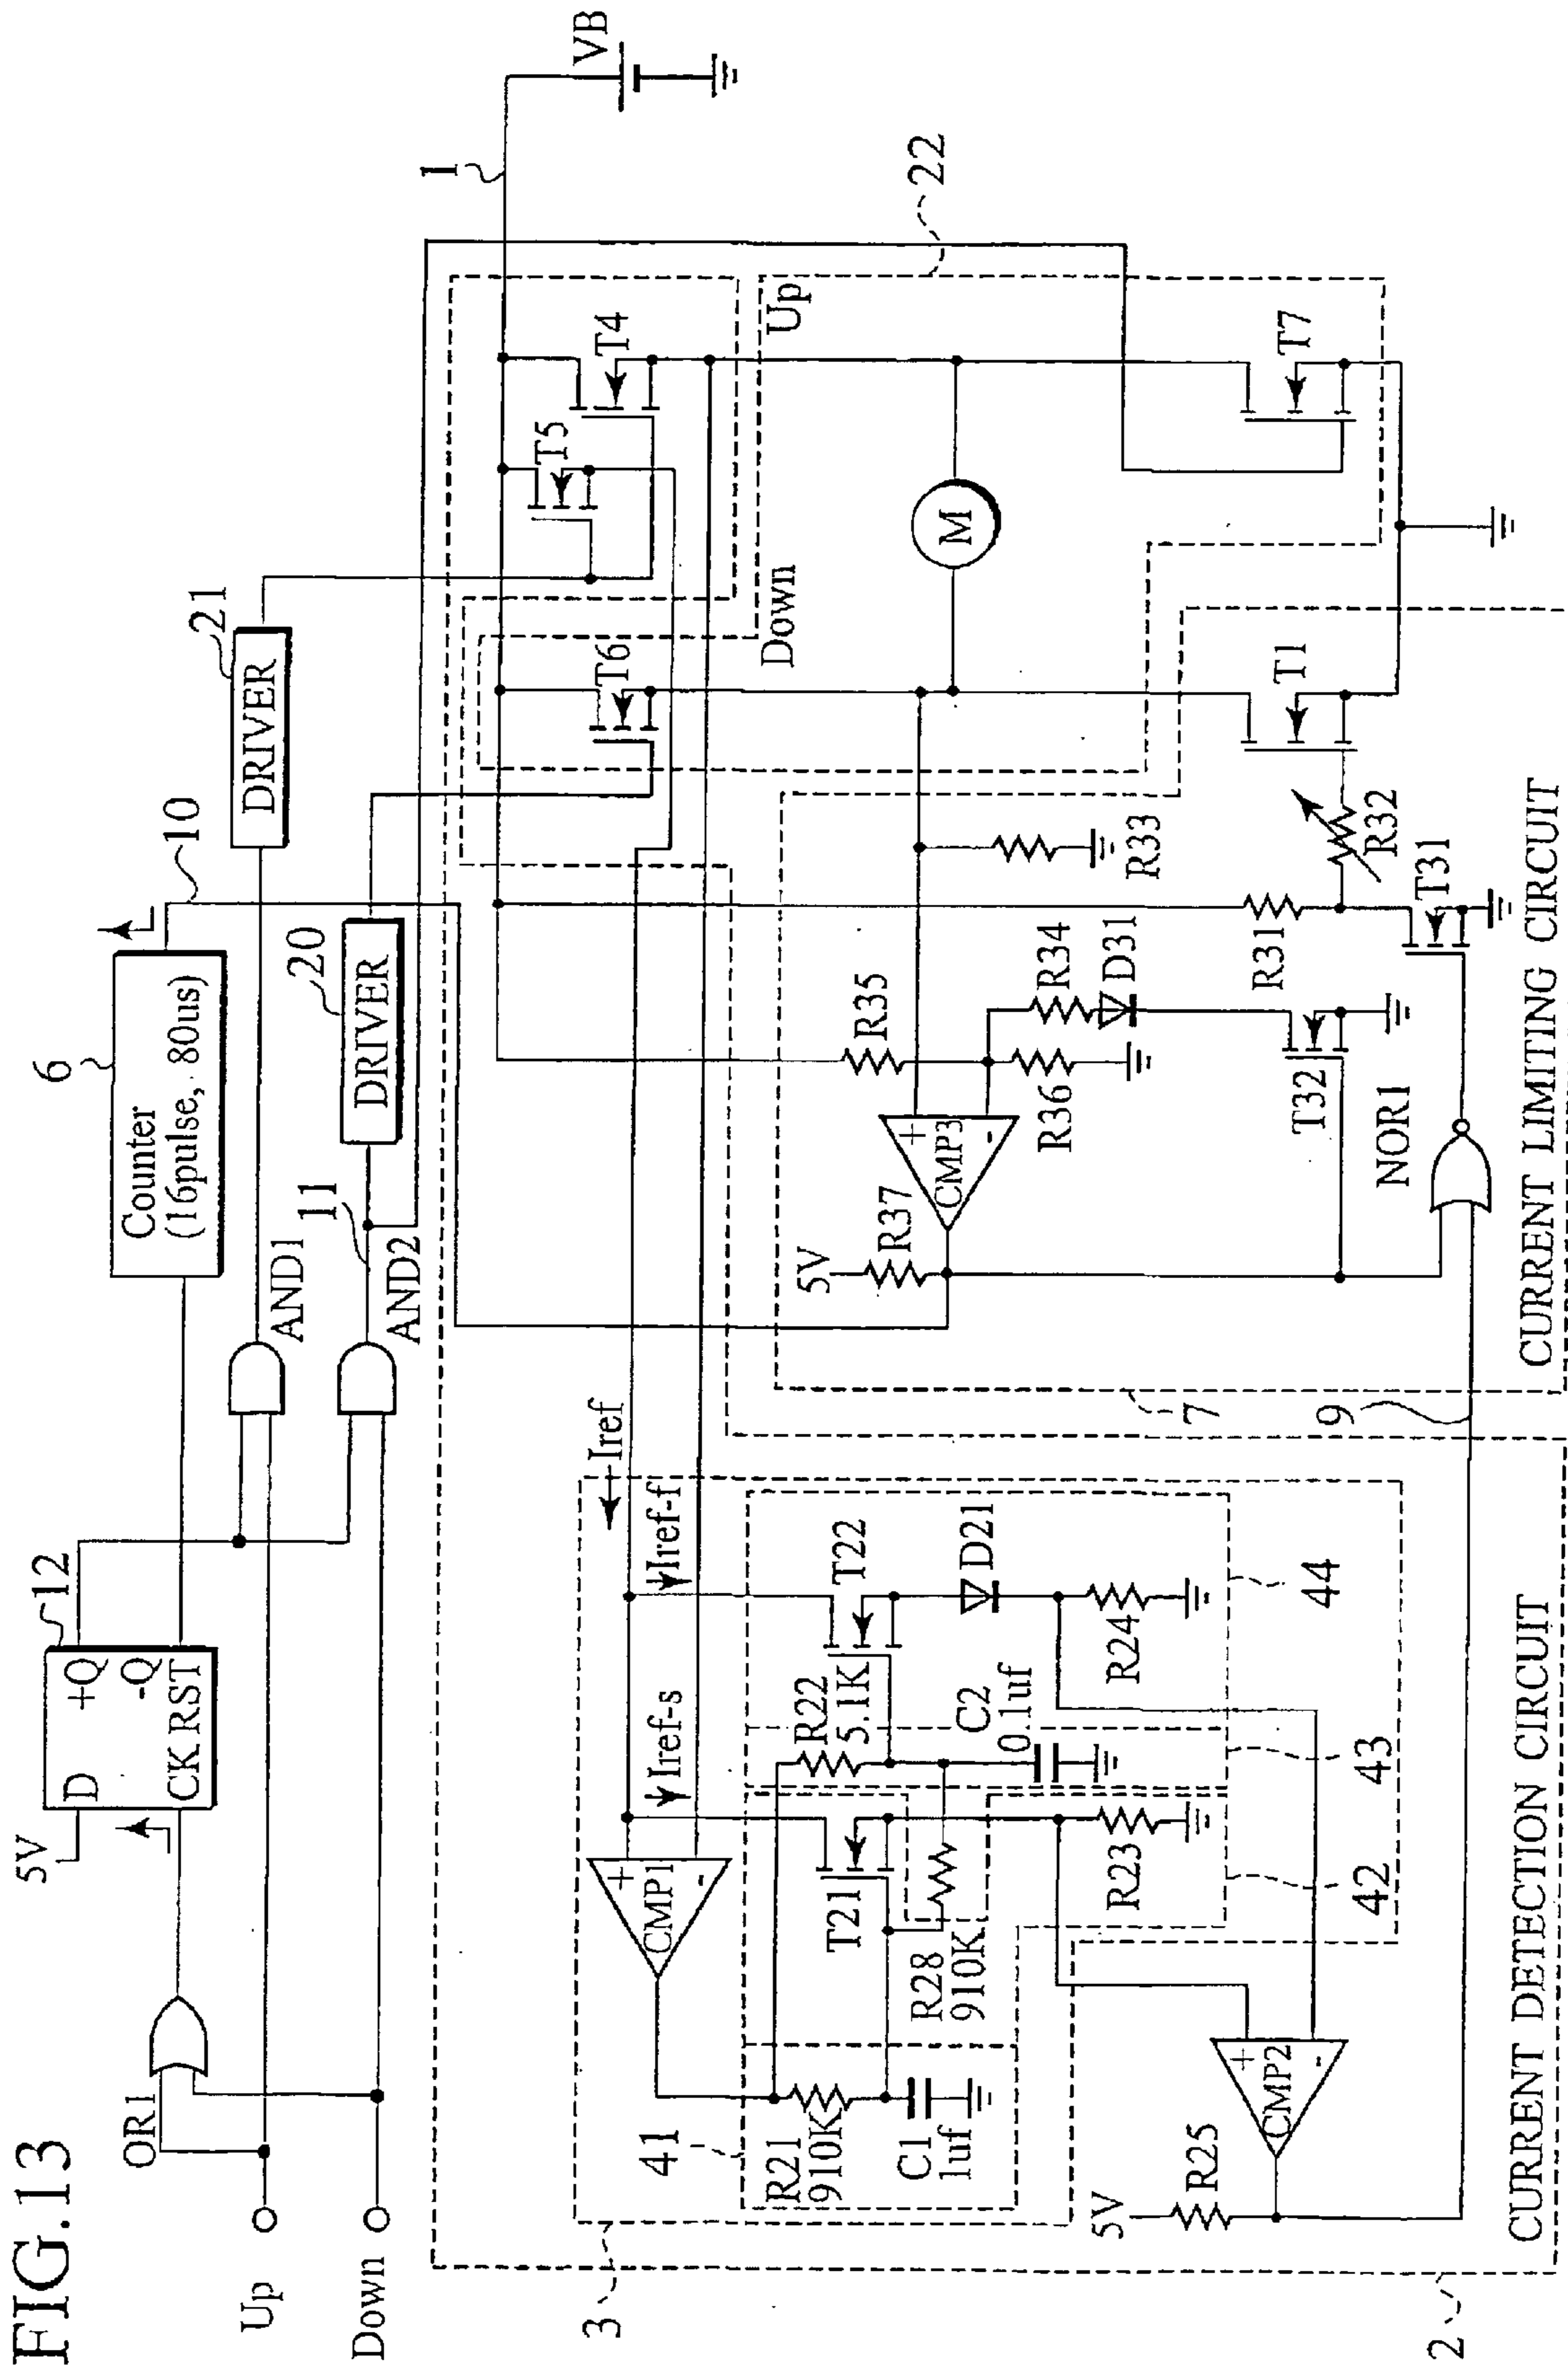 FIG.13
Up
Down
OR1
5V
D
+Q
-Q
CK RST
12
AND1
AND2
11
6
Counter
(16pulse, 80us)
10
20
DRIVER
21
DRIVER
1
VB
3
CMP1
+
-
Iref
Iref-s
Iref-f
41
R21
910K
C1
1uf
T21
R28
910K
R23
42
R22
5.1K
C2
0.1uf
43
T22
D21
R24
44
5V
R25
CMP2
+
-
2
CURRENT DETECTION CIRCUIT
T6
T5
T4
Down
Up
22
M
T1
T7
5V
R37
CMP3
+
-
R35
R36
R34
D31
T32
R33
R31
R32
T31
NOR1
7
9
CURRENT LIMITING CIRCUIT